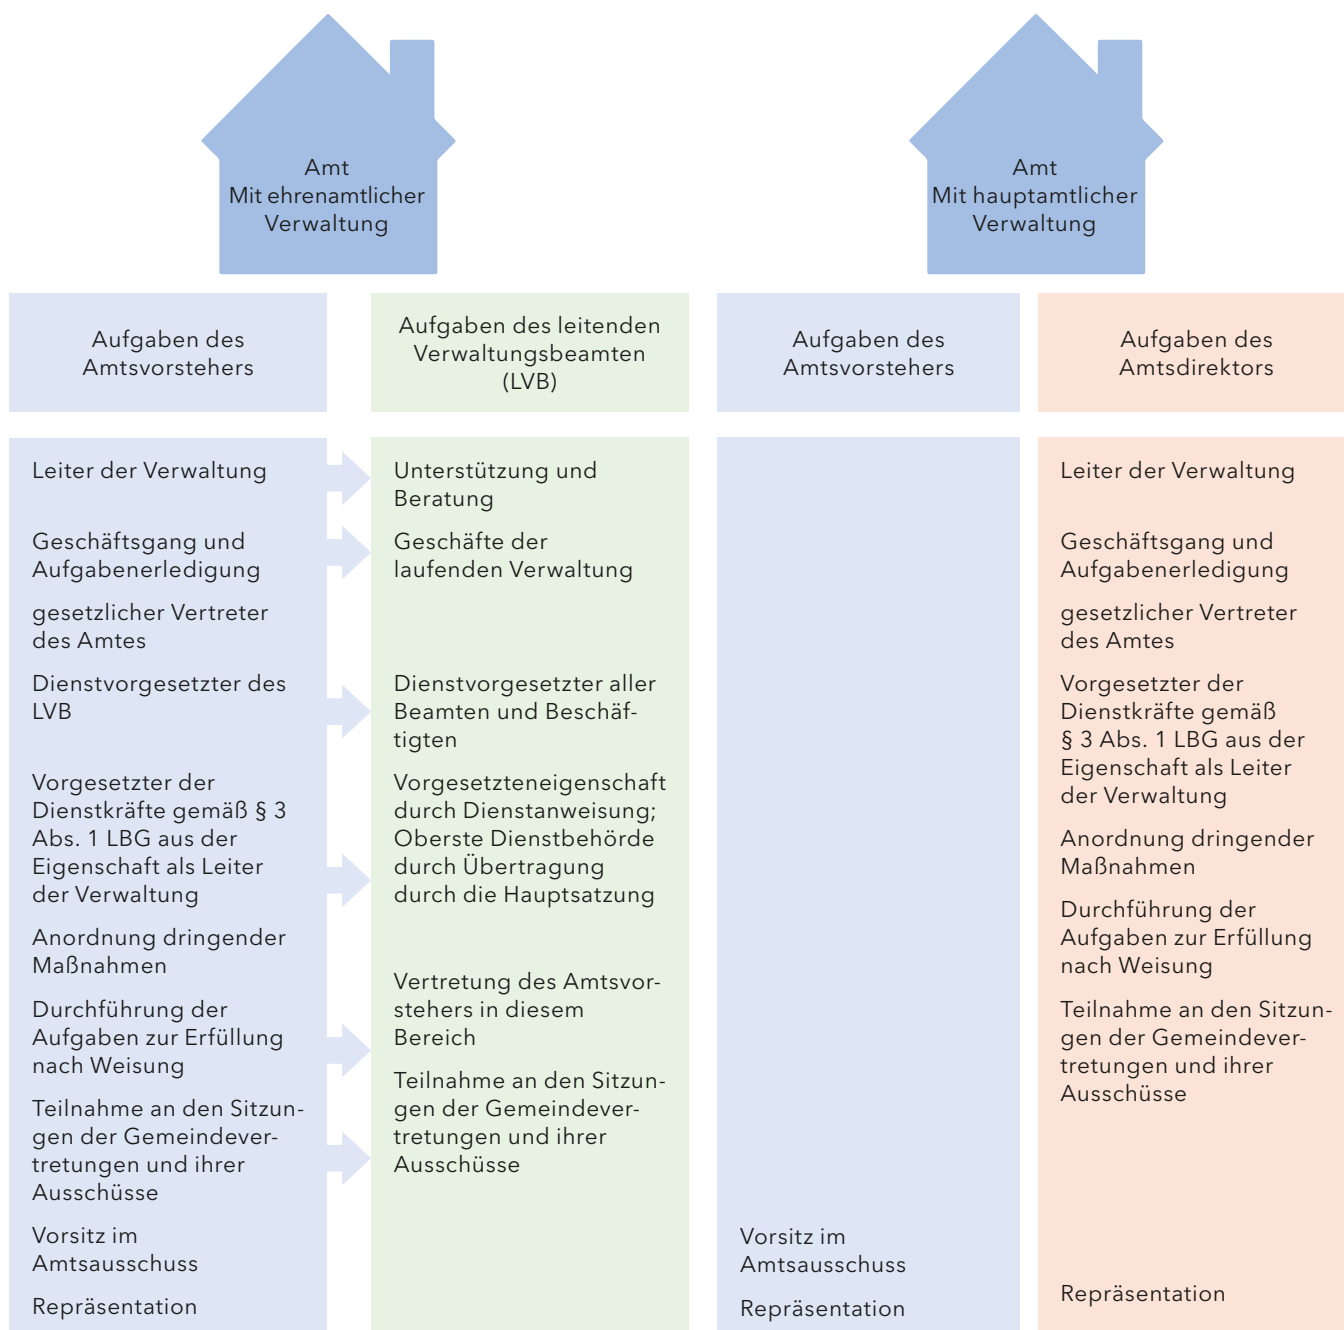 Amt
Mit ehrenamtlicher
Verwaltung
Amt
Mit hauptamtlicher
Verwaltung
Aufgaben des
Amtsvorstehers
Aufgaben des leitenden
Verwaltungsbeamten
(LVB)
Aufgaben des
Amtsvorstehers
Aufgaben des
Amtsdirektors
Leiter der Verwaltung
Geschäftsgang und
Aufgabenerledigung
gesetzlicher Vertreter
des Amtes
Dienstvorgesetzter des
LVB
Vorgesetzter der
Dienstkräfte gemäß § 3
Abs. 1 LBG aus der
Eigenschaft als Leiter
der Verwaltung
Anordnung dringender
Maßnahmen
Durchführung der
Aufgaben zur Erfüllung
nach Weisung
Teilnahme an den Sitzun-
gen der Gemeindever-
tretungen und ihrer
Ausschüsse
Vorsitz im
Amtsausschuss
Repräsentation
Unterstützung und
Beratung
Geschäfte der
laufenden Verwaltung
Dienstvorgesetzter aller
Beamten und Beschäf-
tigten
Vorgesetzteneigenschaft
durch Dienstanweisung;
Oberste Dienstbehörde
durch Übertragung
durch die Hauptsatzung
Vertretung des Amtsvor-
stehers in diesem
Bereich
Teilnahme an den Sitzun-
gen der Gemeindever-
tretungen und ihrer
Ausschüsse
Vorsitz im
Amtsausschuss
Repräsentation
Leiter der Verwaltung
Geschäftsgang und
Aufgabenerledigung
gesetzlicher Vertreter
des Amtes
Vorgesetzter der
Dienstkräfte gemäß
§ 3 Abs. 1 LBG aus der
Eigenschaft als Leiter
der Verwaltung
Anordnung dringender
Maßnahmen
Durchführung der
Aufgaben zur Erfüllung
nach Weisung
Teilnahme an den Sitzun-
gen der Gemeindever-
tretungen und ihrer
Ausschüsse
Repräsentation